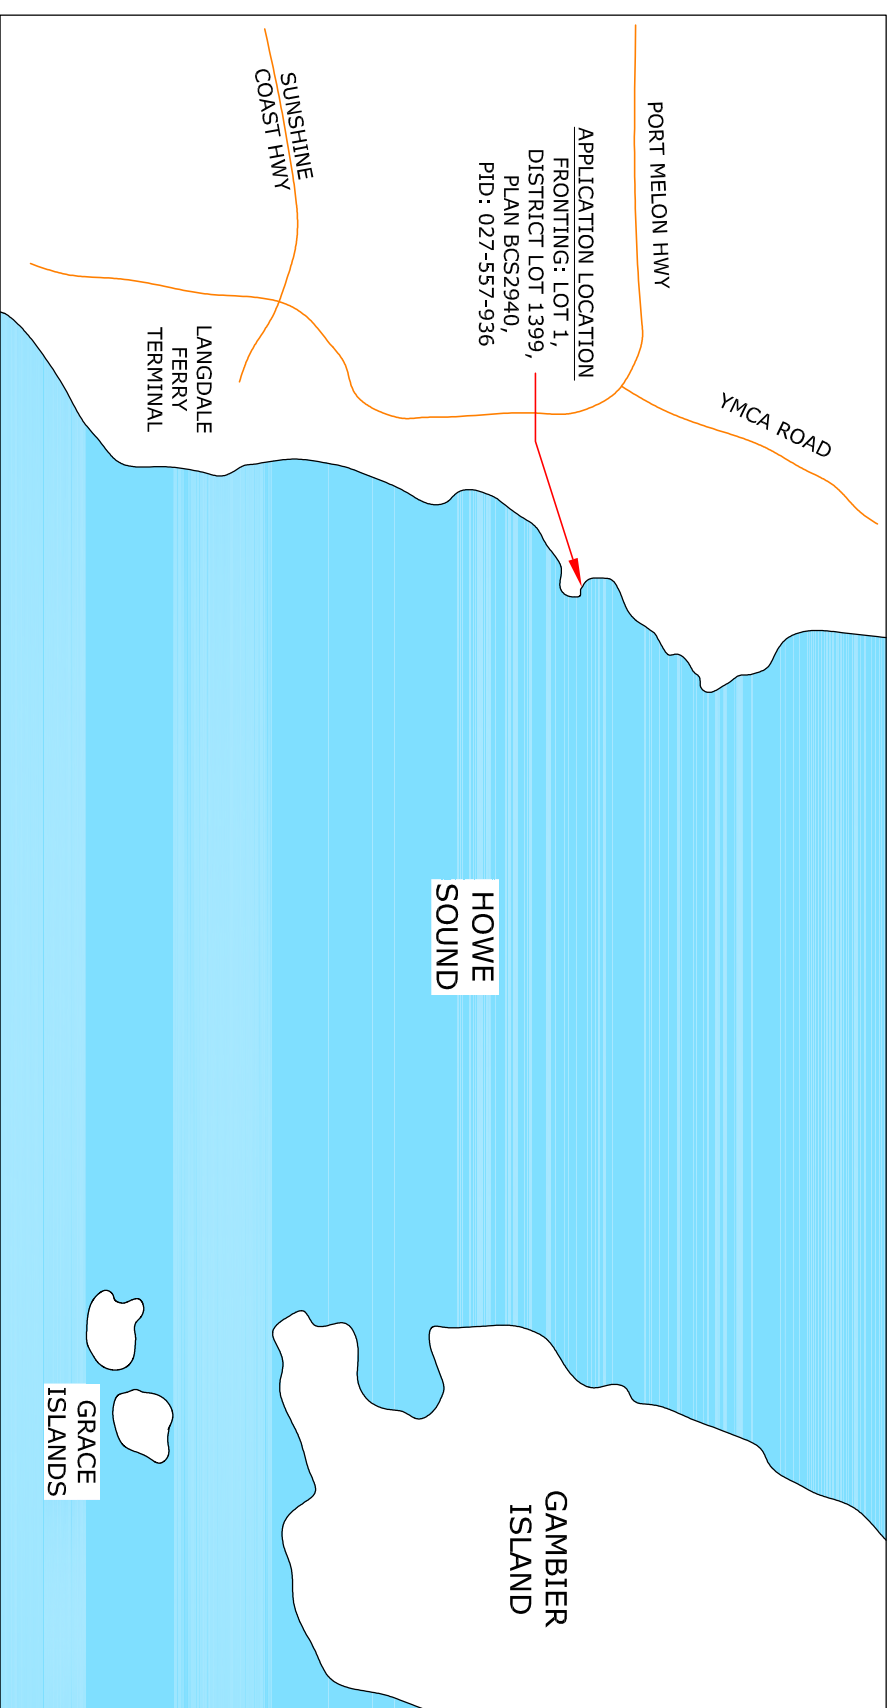 PORT MELON HWY
YMCA ROAD
APPLICATION LOCATION
FRONTING: LOT 1,
DISTRICT LOT 1399,
PLAN BCS2940,
PID: 027-557-936
SUNSHINE
COAST HWY
LANGDALE
FERRY
TERMINAL
HOWE
SOUND
GAMBIER
ISLAND
GRACE
ISLANDS